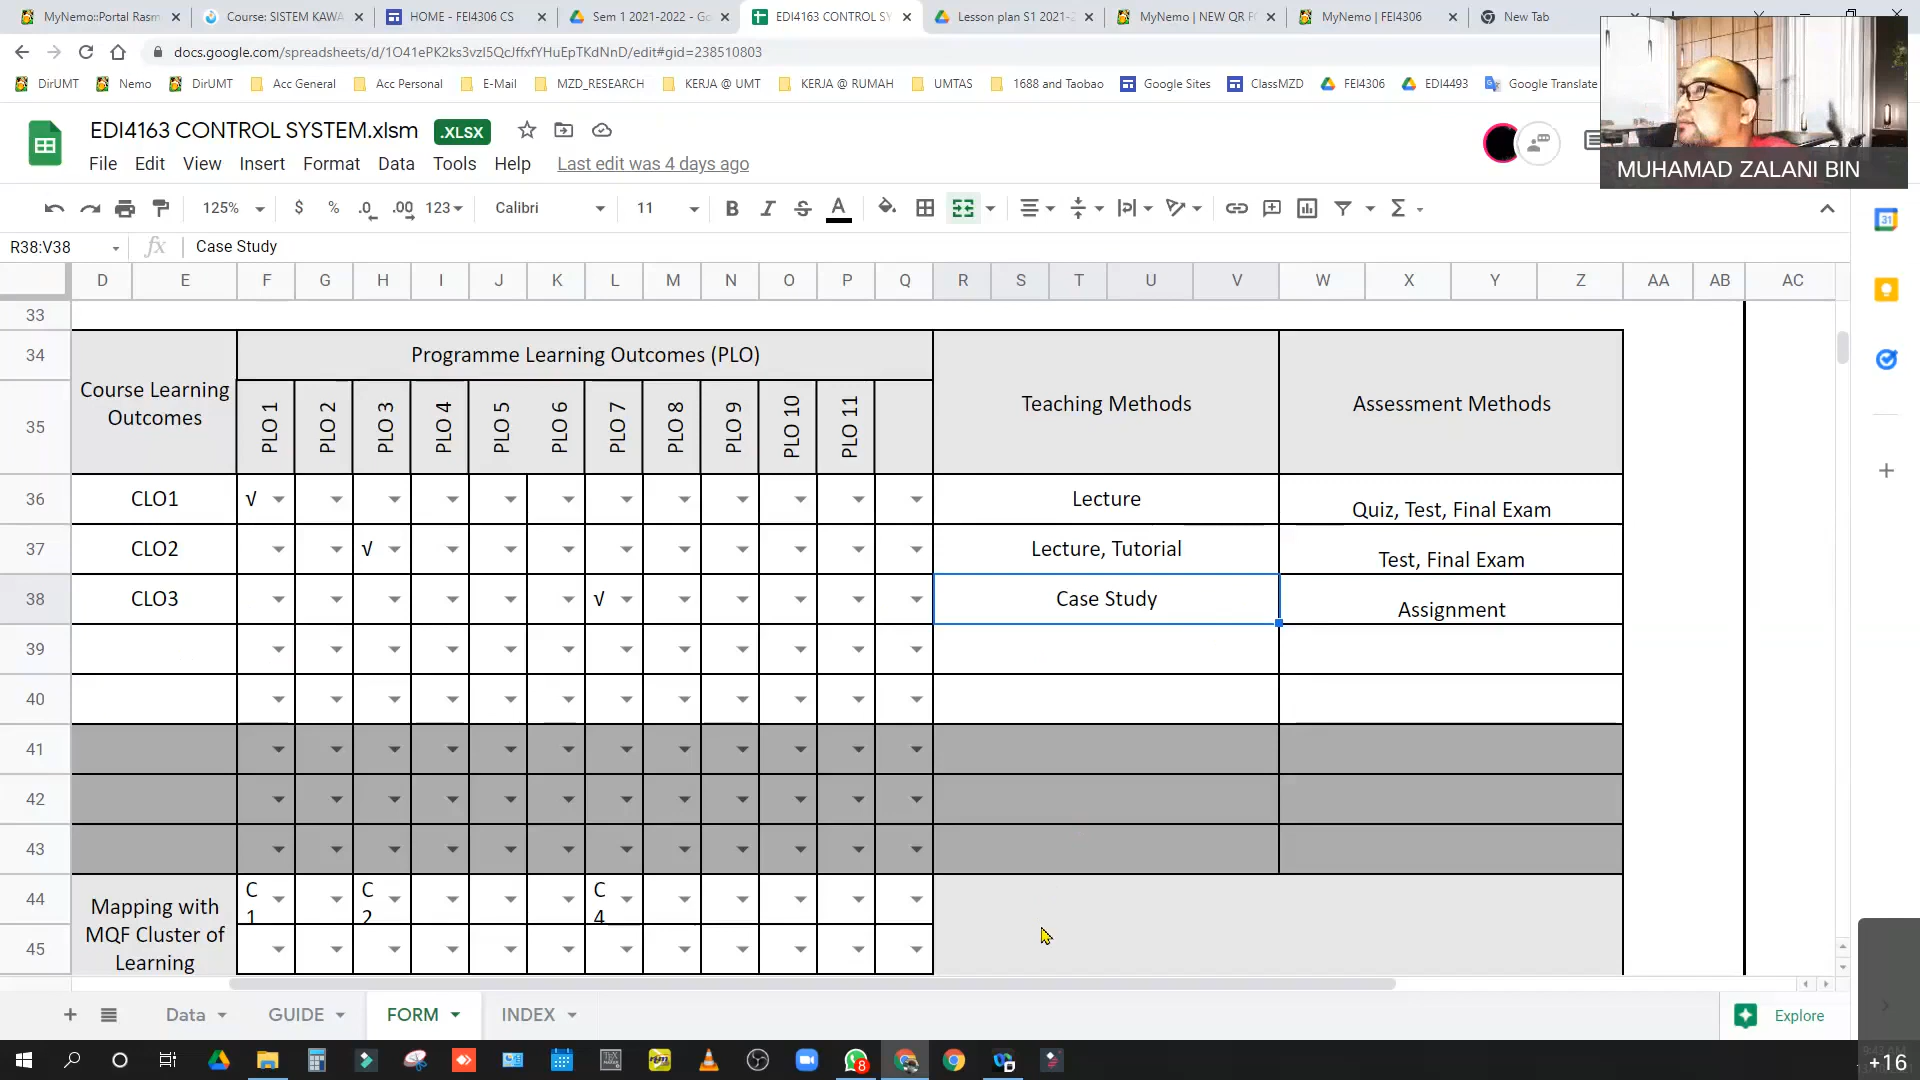 MyNemo::Portal Rasm
Course: SISTEM KAWA
HOME - FEI4306 CS
Sem 1 2021-2022 - Go
EDI4163 CONTROL SY
Lesson plan S1 2021-2
MyNemo | NEW QR F
MyNemo | FEI4306
New Tab
docs.google.com/spreadsheets/d/1O41ePK2ks3vzI5QcJffxfYHuEpTKdNnD/edit#gid=238510803
DirUMT
Nemo
DirUMT
Acc General
Acc Personal
E-Mail
MZD_RESEARCH
KERJA @ UMT
KERJA @ RUMAH
UMTAS
1688 and Taobao
Google Sites
ClassMZD
FEI4306
EDI4493
Google Translate
MUHAMAD ZALANI BIN
EDI4163 CONTROL SYSTEM.xlsm
.XLSX
File Edit View Insert Format Data Tools Help Last edit was 4 days ago
125% $ % .0 .00 123 Calibri 11 B I S A
R38:V38 fx Case Study
D E F G H I J K L M N O P Q R S T U V W X Y Z AA AB AC
33
34 Programme Learning Outcomes (PLO)
Course Learning Outcomes
Teaching Methods
Assessment Methods
35 PLO 1 PLO 2 PLO 3 PLO 4 PLO 5 PLO 6 PLO 7 PLO 8 PLO 9 PLO 10 PLO 11
36 CLO1 √ Lecture Quiz, Test, Final Exam
37 CLO2 √ Lecture, Tutorial Test, Final Exam
38 CLO3 √ Case Study Assignment
39
40
41
42
43
44 C1 C2 C4
Mapping with
MQF Cluster of
Learning
45
Data GUIDE FORM INDEX
Explore
8
+16